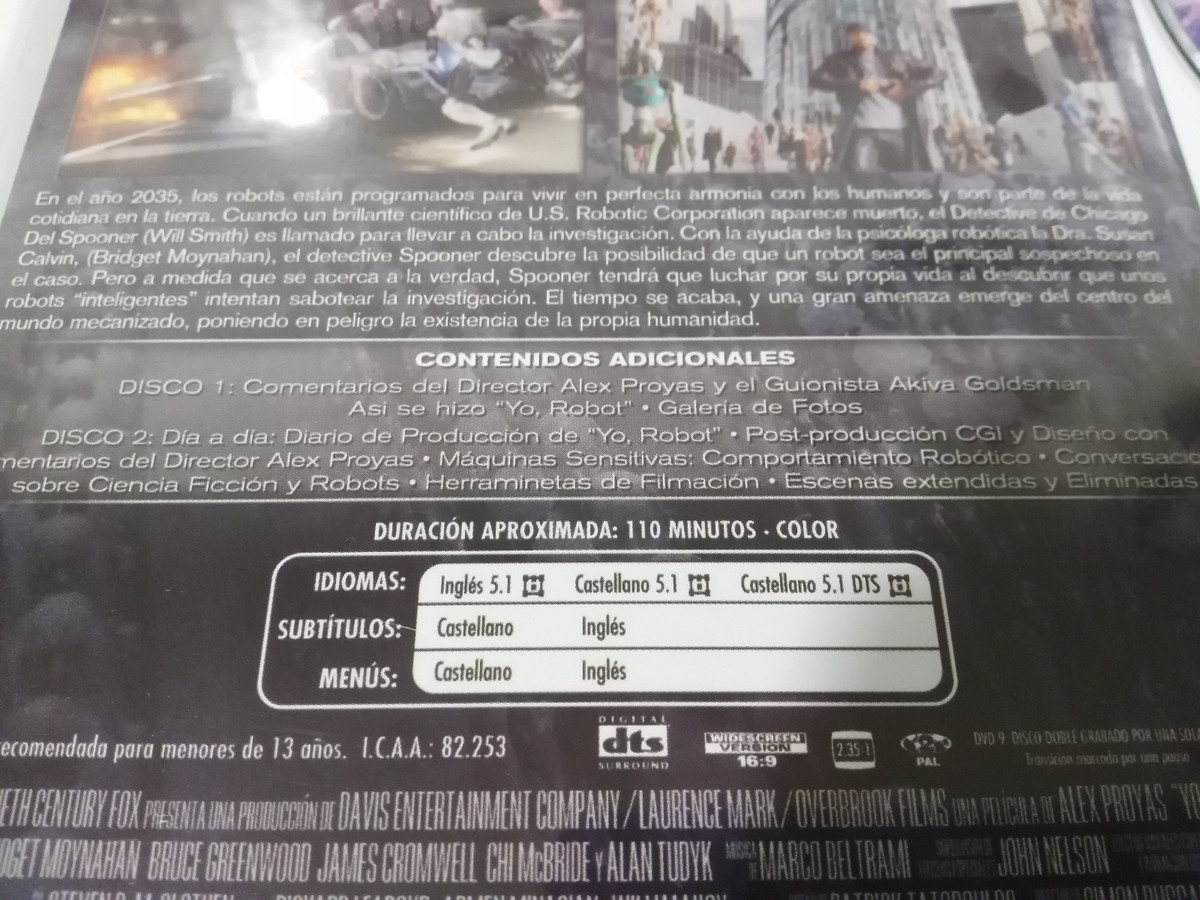 En el año 2035, los robots están programados para vivir en perfecta armonia con los humanos y son parte de la vida
cotidiana en la tierra. Cuando un brillante científico de U.S. Robotic Corporation aparece muerto, el Detective de Chicago
Del Spooner (Will Smith) es llamado para llevar a cabo la investigación. Con la ayuda de la psicóloga robótica la Dra. Susan
Calvin, (Bridget Moynahan), el detective Spooner descubre la posibilidad de que un robot sea el principal sospechoso en
el caso. Pero a medida que se acerca a la verdad, Spooner tendrá que luchar por su propia vida al descubrir que unos
robots “inteligentes” intentan sabotear la investigación. El tiempo se acaba, y una gran amenaza emerge del centro del
mundo mecanizado, poniendo en peligro la existencia de la propia humanidad.
CONTENIDOS ADICIONALES
DISCO 1: Comentarios del Director Alex Proyas y el Guionista Akiva Goldsman
Asi se hizo “Yo, Robot” • Galería de Fotos
DISCO 2: Día a día: Diario de Producción de “Yo, Robot” • Post-producción CGI y Diseño con
mentarios del Director Alex Proyas • Máquinas Sensitivas: Comportamiento Robótico • Conversacio
sobre Ciencia Ficción y Robots • Herraminetas de Filmación • Escenas extendidas y Eliminadas
DURACIÓN APROXIMADA: 110 MINUTOS · COLOR
IDIOMAS: Inglés 5.1 Castellano 5.1 Castellano 5.1 DTS
SUBTÍTULOS: Castellano Inglés
MENÚS: Castellano Inglés
ecomendada para menores de 13 años. I.C.A.A.: 82.253
DIGITAL dts SURROUND
WIDESCREEN VERSION 16:9
2.35:1
PAL
DVD 9 DISCO DOBLE GRABADO POR UNA SOLA
Transicion marcada por una pausa
ETH CENTURY FOX PRESENTA UNA PRODUCCIÓN DE DAVIS ENTERTAINMENT COMPANY / LAURENCE MARK / OVERBROOK FILMS UNA PELÍCULA DE ALEX PROYAS "YO
DGET MOYNAHAN BRUCE GREENWOOD JAMES CROMWELL CHI McBRIDE Y ALAN TUDYK MARCO BELTRAMI JOHN NELSON